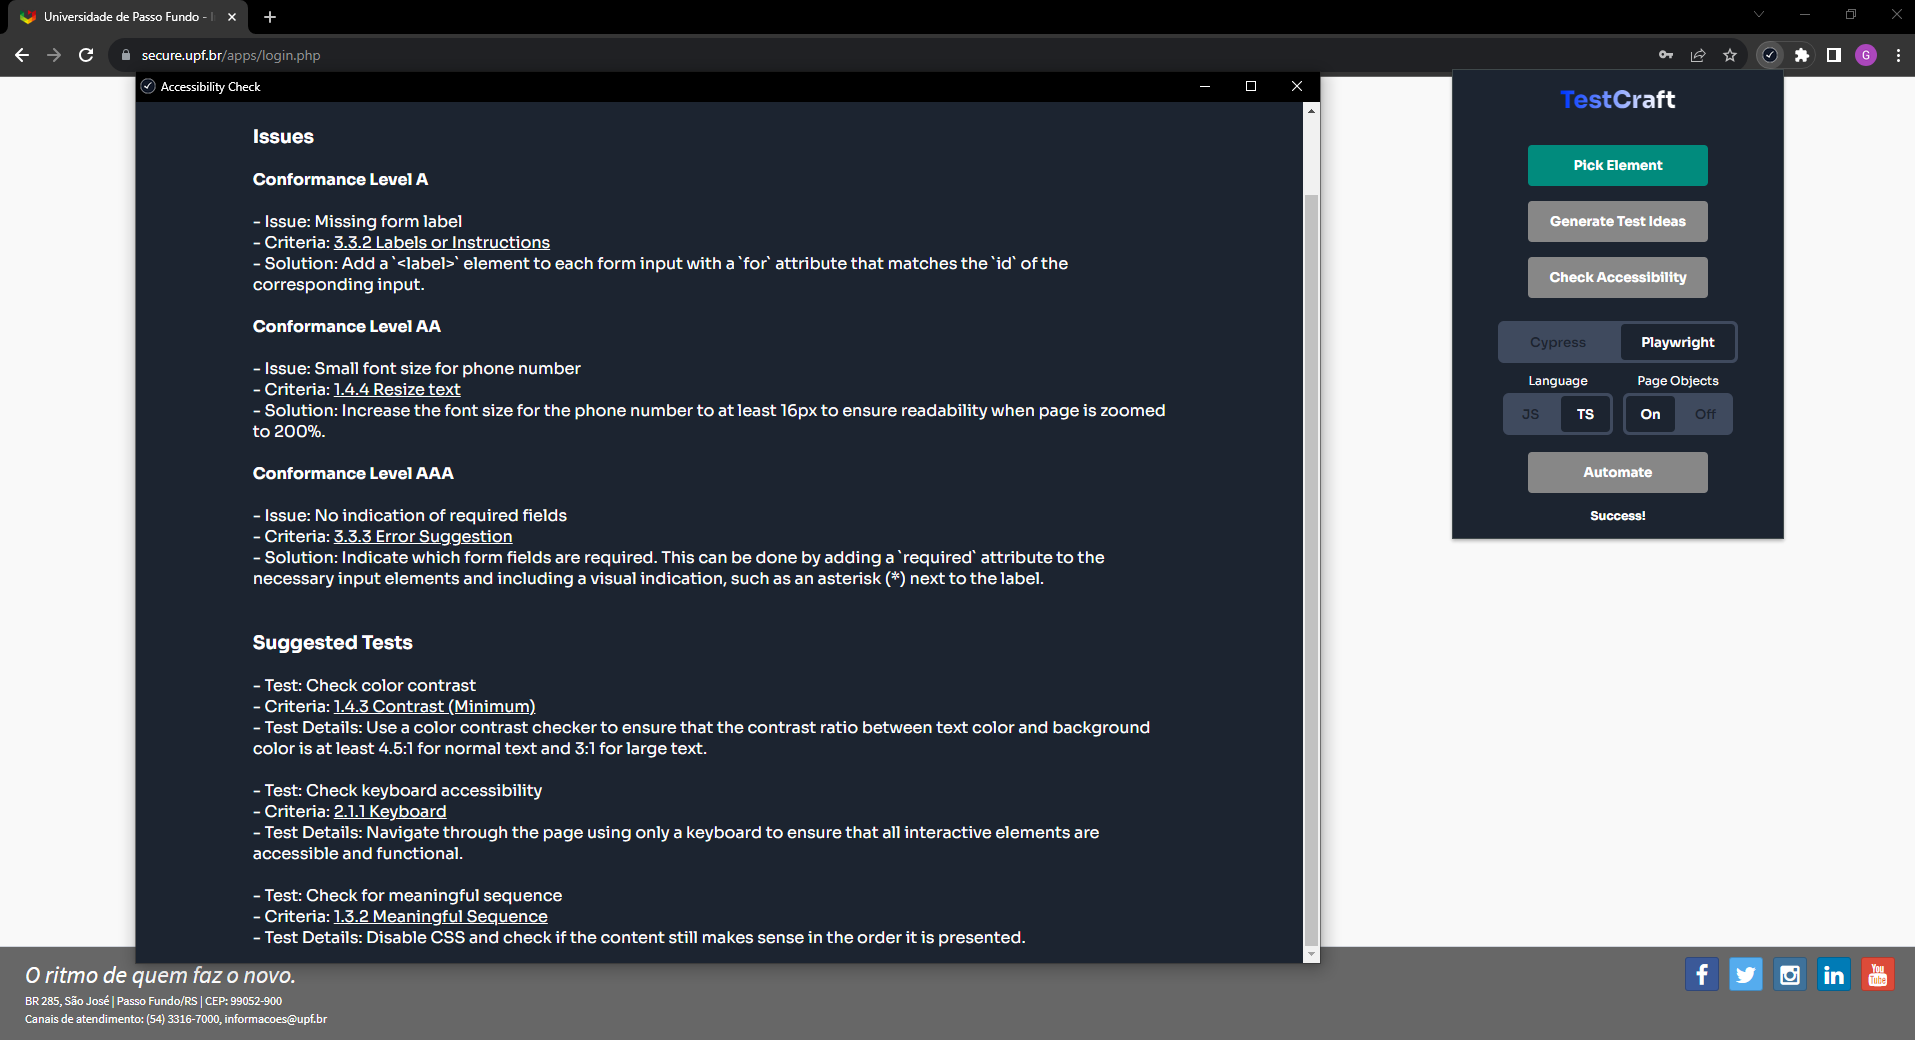 Universidade de Passo Fundo -
secure.upf.br/apps/login.php
G
Accessibility Check
Issues
Conformance Level A
- Issue: Missing form label
- Criteria: 3.3.2 Labels or Instructions
- Solution: Add a `<label>` element to each form input with a `for` attribute that matches the `id` of the
corresponding input.
Conformance Level AA
- Issue: Small font size for phone number
- Criteria: 1.4.4 Resize text
- Solution: Increase the font size for the phone number to at least 16px to ensure readability when page is zoomed
to 200%.
Conformance Level AAA
- Issue: No indication of required fields
- Criteria: 3.3.3 Error Suggestion
- Solution: Indicate which form fields are required. This can be done by adding a `required` attribute to the
necessary input elements and including a visual indication, such as an asterisk (*) next to the label.
Suggested Tests
- Test: Check color contrast
- Criteria: 1.4.3 Contrast (Minimum)
- Test Details: Use a color contrast checker to ensure that the contrast ratio between text color and background
color is at least 4.5:1 for normal text and 3:1 for large text.
- Test: Check keyboard accessibility
- Criteria: 2.1.1 Keyboard
- Test Details: Navigate through the page using only a keyboard to ensure that all interactive elements are
accessible and functional.
- Test: Check for meaningful sequence
- Criteria: 1.3.2 Meaningful Sequence
- Test Details: Disable CSS and check if the content still makes sense in the order it is presented.
TestCraft
Pick Element
Generate Test Ideas
Check Accessibility
Cypress Playwright
Language Page Objects
JS TS On Off
Automate
Success!
O ritmo de quem faz o novo.
BR 285, São José | Passo Fundo/RS | CEP: 99052-900
Canais de atendimento: (54) 3316-7000, informacoes@upf.br
You Tube